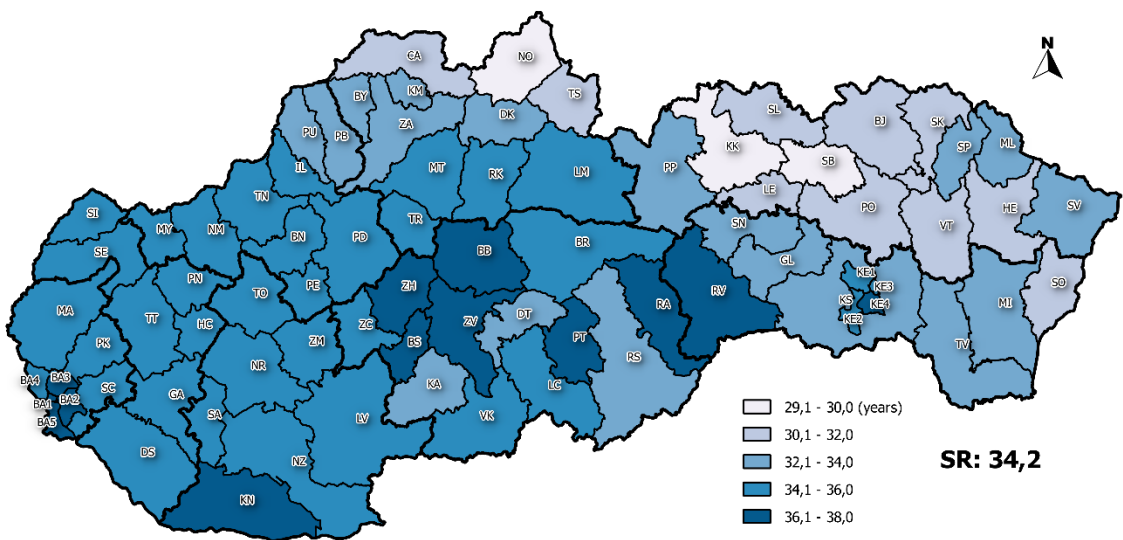 N
CA
NO
TS
BY
KM
DK
PU
PB
ZA
SL
BJ
SK
SP
ML
KK
SB
PP
LE
PO
VT
HE
SV
IL
MT
RK
LM
TN
SI
MY
NM
TR
SE
BN
PD
BB
BR
SN
GL
KE1
KE3
KS
KE4
KE2
SO
MI
TV
PN
TO
PE
ZH
RA
RV
MA
TT
HC
ZC
ZV
DT
PT
RS
PK
NR
ZM
BS
KA
LC
BA4
BA3
BA1
BA2
BA5
SC
GA
SA
LV
VK
DS
NZ
KN
29,1 - 30,0 (years)
30,1 - 32,0
32,1 - 34,0
34,1 - 36,0
36,1 - 38,0
SR: 34,2